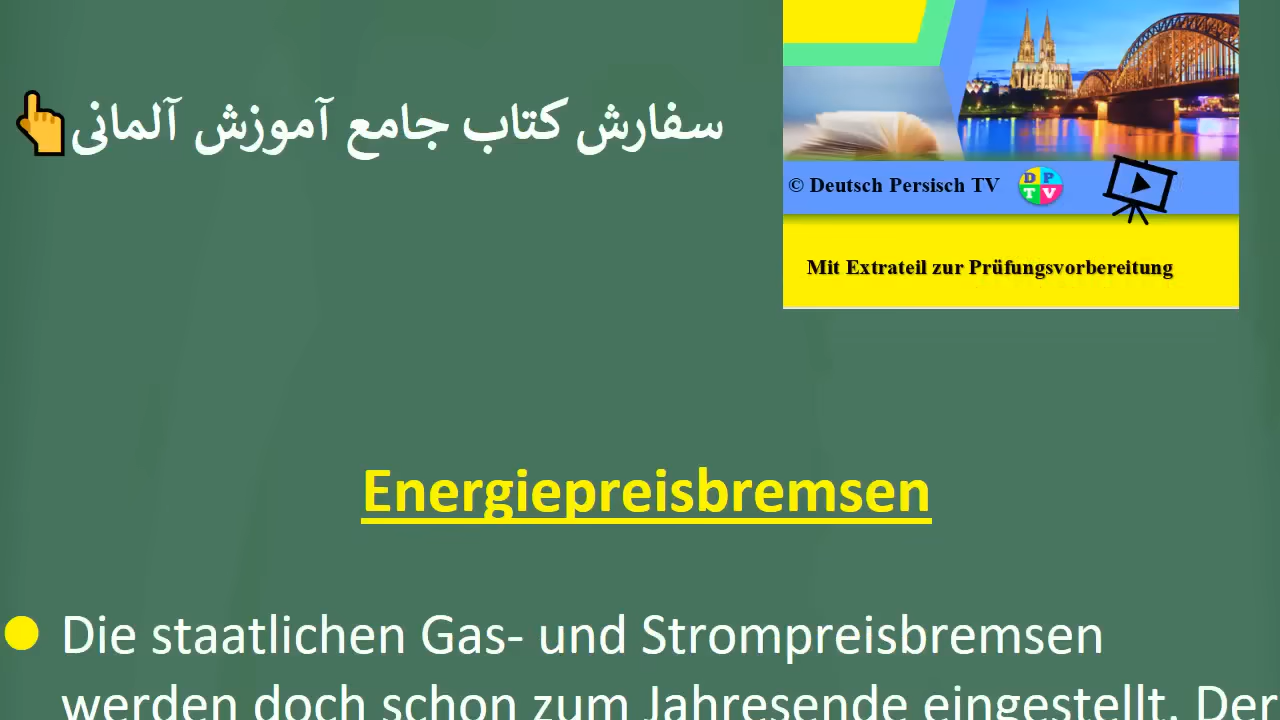 سفارش کتاب جامع آموزش آلمانی
© Deutsch Persisch TV
D P
T V
Mit Extrateil zur Prüfungsvorbereitung
Energiepreisbremsen
Die staatlichen Gas- und Strompreisbremsen
werden doch schon zum Jahresende eingestellt. Der